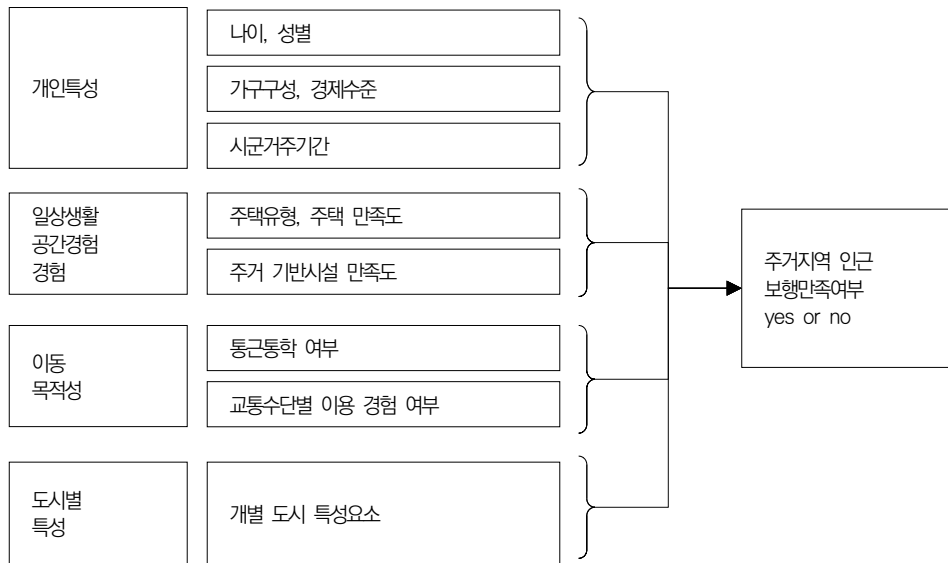 개인특성
나이, 성별
가구구성, 경제수준
시군거주기간
일상생활
공간경험
경험
주택유형, 주택 만족도
주거 기반시설 만족도
이동
목적성
통근통학 여부
교통수단별 이용 경험 여부
도시별
특성
개별 도시 특성요소
주거지역 인근
보행만족여부
yes or no